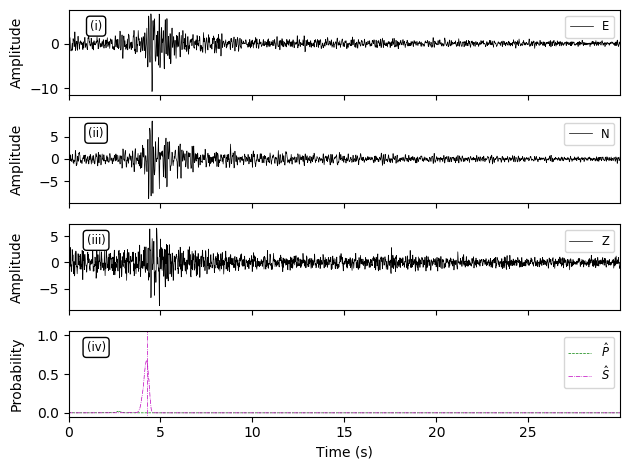 Amplitude
(i)
E
0
−10
Amplitude
(ii)
N
5
0
−5
Amplitude
(iii)
Z
5
0
−5
Probability
(iv)
P̂
Ŝ
1.0
0.5
0.0
0 5 10 15 20 25
Time (s)